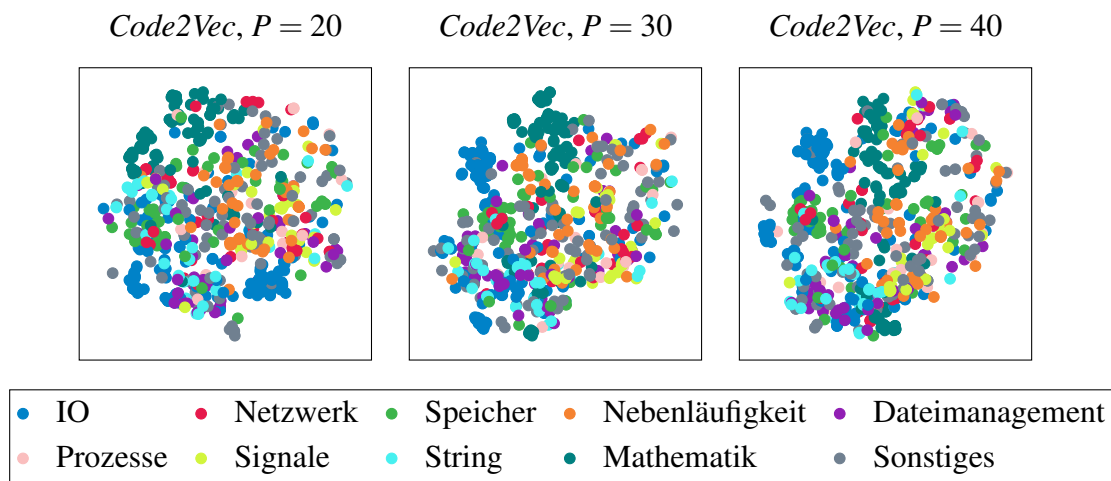 Code2Vec, P = 20 Code2Vec, P = 30 Code2Vec, P = 40
IO Netzwerk Speicher Nebenläufigkeit Dateimanagement
Prozesse Signale String Mathematik Sonstiges